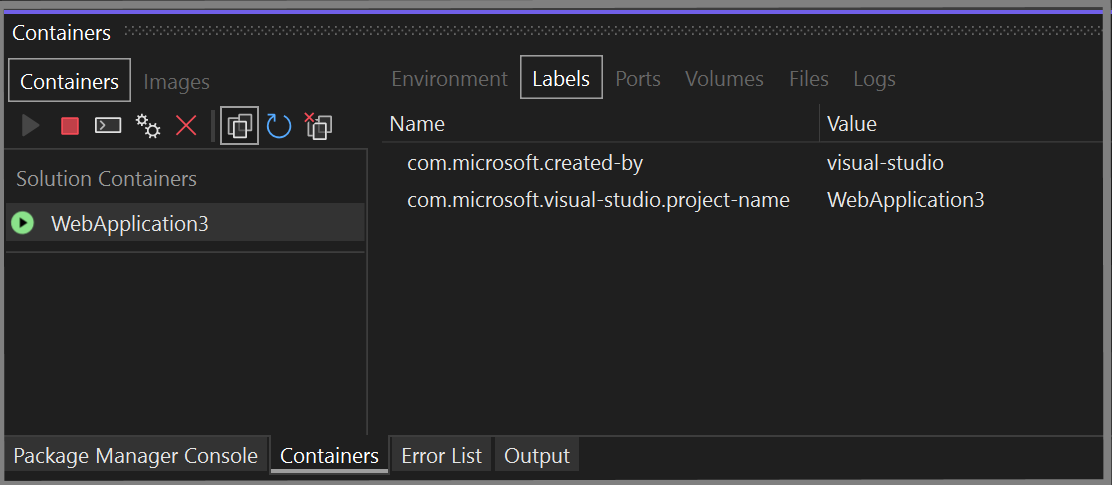 Containers
Containers Images
Environment Labels Ports Volumes Files Logs
Name Value
com.microsoft.created-by visual-studio
com.microsoft.visual-studio.project-name WebApplication3
Solution Containers
WebApplication3
Package Manager Console Containers Error List Output